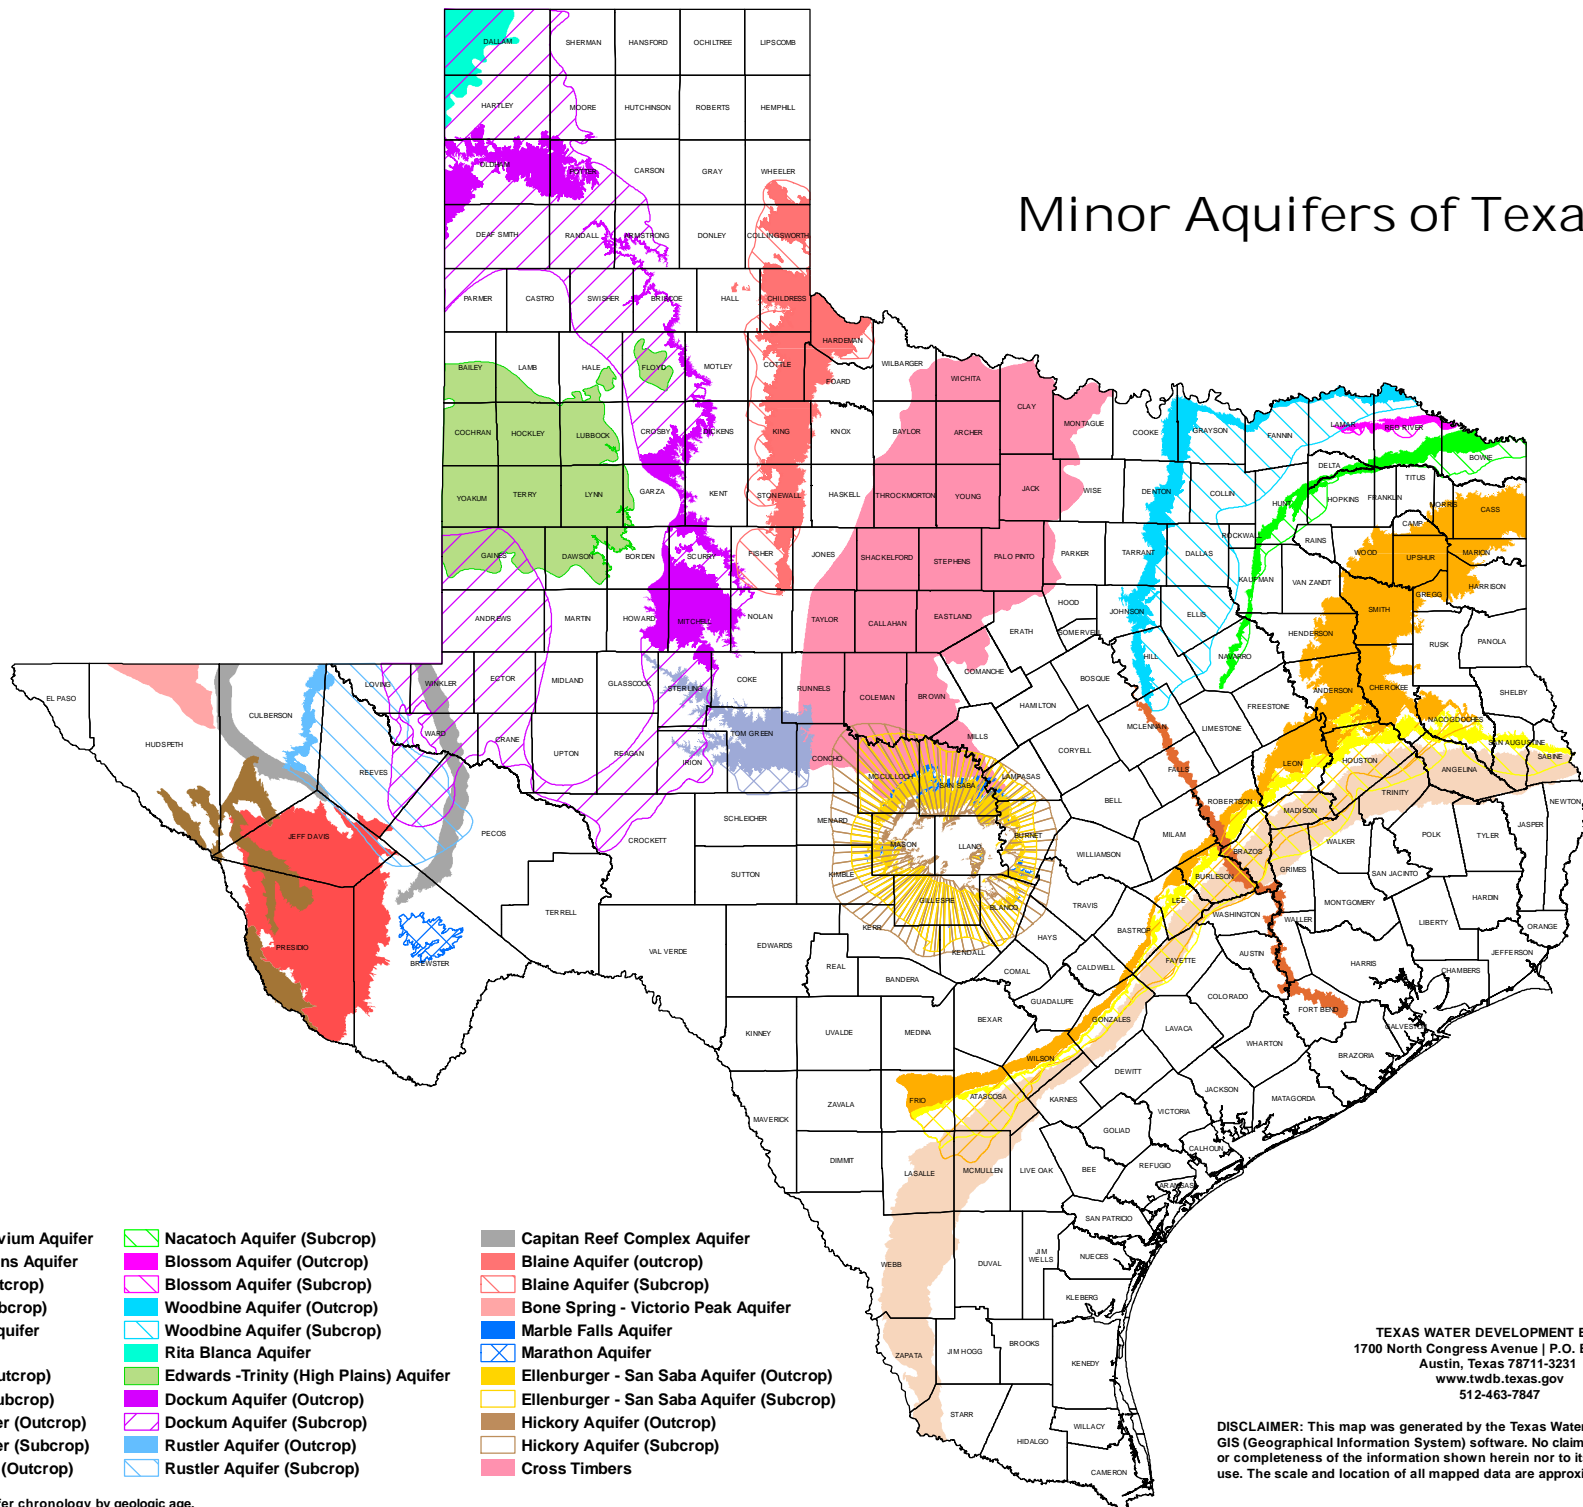 Minor Aquifers of Texa
DALLAM
SHERMAN
HANSFORD
OCHILTREE
LIPSCOMB
HARTLEY
MOORE
HUTCHINSON
ROBERTS
HEMPHILL
OLDHAM
POTTER
CARSON
GRAY
WHEELER
DEAF SMITH
RANDALL
ARMSTRONG
DONLEY
COLLINGSWORTH
PARMER
CASTRO
SWISHER
BRISCOE
HALL
CHILDRESS
HARDEMAN
BAILEY
LAMB
HALE
FLOYD
MOTLEY
COTTLE
FOARD
WILBARGER
WICHITA
CLAY
MONTAGUE
COOKE
GRAYSON
FANNIN
LAMAR
RED RIVER
BOWIE
COCHRAN
HOCKLEY
LUBBOCK
CROSBY
DICKENS
KING
KNOX
BAYLOR
ARCHER
DELTA
TITUS
YOAKUM
TERRY
LYNN
GARZA
KENT
STONEWALL
HASKELL
THROCKMORTON
YOUNG
JACK
WISE
DENTON
COLLIN
HUNT
HOPKINS
FRANKLIN
MORRIS
CASS
CAMP
ROCKWALL
RAINS
WOOD
UPSHUR
MARION
GAINES
DAWSON
BORDEN
SCURRY
FISHER
JONES
SHACKELFORD
STEPHENS
PALO PINTO
PARKER
TARRANT
DALLAS
KAUFMAN
VAN ZANDT
SMITH
GREGG
HARRISON
ANDREWS
MARTIN
HOWARD
MITCHELL
NOLAN
TAYLOR
CALLAHAN
EASTLAND
ERATH
HOOD
SOMERVELL
JOHNSON
ELLIS
HENDERSON
RUSK
PANOLA
EL PASO
HUDSPETH
CULBERSON
LOVING
WINKLER
ECTOR
MIDLAND
GLASSCOCK
STERLING
COKE
RUNNELS
COLEMAN
BROWN
COMANCHE
HAMILTON
BOSQUE
HILL
NAVARRO
FREESTONE
ANDERSON
CHEROKEE
NACOGDOCHES
SHELBY
SAN AUGUSTINE
SABINE
REEVES
WARD
CRANE
UPTON
REAGAN
IRION
TOM GREEN
CONCHO
MCCULLOCH
SAN SABA
MILLS
LAMPASAS
CORYELL
MCLENNAN
LIMESTONE
FALLS
LEON
HOUSTON
ANGELINA
TRINITY
JEFF DAVIS
PECOS
CROCKETT
SCHLEICHER
MENARD
MASON
LLANO
BURNET
BELL
MILAM
ROBERTSON
MADISON
WALKER
POLK
TYLER
JASPER
NEWTON
SUTTON
KIMBLE
GILLESPIE
BLANCO
WILLIAMSON
BURLESON
BRAZOS
GRIMES
SAN JACINTO
HARDIN
TERRELL
VAL VERDE
EDWARDS
KERR
KENDALL
HAYS
TRAVIS
BASTROP
LEE
WASHINGTON
WALLER
MONTGOMERY
LIBERTY
ORANGE
PRESIDIO
BREWSTER
REAL
BANDERA
COMAL
CALDWELL
FAYETTE
AUSTIN
HARRIS
CHAMBERS
JEFFERSON
KINNEY
UVALDE
MEDINA
BEXAR
GUADALUPE
GONZALES
LAVACA
COLORADO
FORT BEND
GALVESTON
WILSON
WHARTON
BRAZORIA
MAVERICK
ZAVALA
FRIO
ATASCOSA
KARNES
DEWITT
JACKSON
MATAGORDA
VICTORIA
GOLIAD
CALHOUN
DIMMIT
LASALLE
MCMULLEN
LIVE OAK
BEE
REFUGIO
ARANSAS
SAN PATRICIO
WEBB
DUVAL
JIM
WELLS
NUECES
KLEBERG
ZAPATA
JIM HOGG
BROOKS
KENEDY
STARR
HIDALGO
WILLACY
CAMERON
vium Aquifer
ns Aquifer
tcrop)
bcrop)
quifer
utcrop)
ubcrop)
er (Outcrop)
er (Subcrop)
(Outcrop)
Nacatoch Aquifer (Subcrop)
Blossom Aquifer (Outcrop)
Blossom Aquifer (Subcrop)
Woodbine Aquifer (Outcrop)
Woodbine Aquifer (Subcrop)
Rita Blanca Aquifer
Edwards -Trinity (High Plains) Aquifer
Dockum Aquifer (Outcrop)
Dockum Aquifer (Subcrop)
Rustler Aquifer (Outcrop)
Rustler Aquifer (Subcrop)
Capitan Reef Complex Aquifer
Blaine Aquifer (outcrop)
Blaine Aquifer (Subcrop)
Bone Spring - Victorio Peak Aquifer
Marble Falls Aquifer
Marathon Aquifer
Ellenburger - San Saba Aquifer (Outcrop)
Ellenburger - San Saba Aquifer (Subcrop)
Hickory Aquifer (Outcrop)
Hickory Aquifer (Subcrop)
Cross Timbers
fer chronology by geologic age.
TEXAS WATER DEVELOPMENT B
1700 North Congress Avenue | P.O. B
Austin, Texas 78711-3231
www.twdb.texas.gov
512-463-7847
DISCLAIMER: This map was generated by the Texas Water
GIS (Geographical Information System) software. No claim
or completeness of the information shown herein nor to it
use. The scale and location of all mapped data are approxi